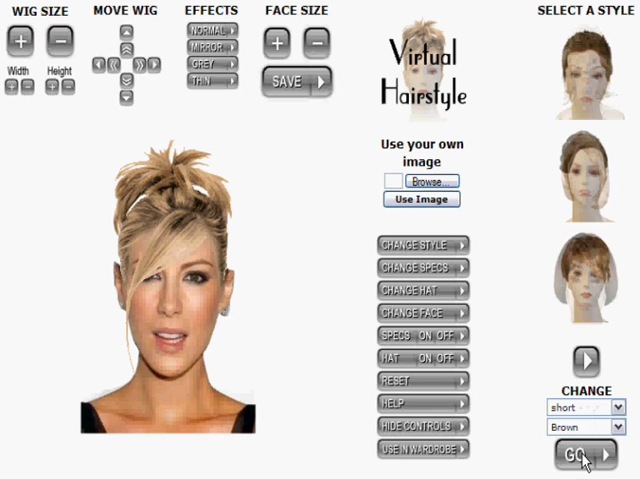 WIG SIZE
MOVE WIG
EFFECTS
FACE SIZE
SELECT A STYLE
Width
Height
NORMAL
MIRROR
GREY
THIN
SAVE
Virtual
Hairstyle
Use your own
image
Browse...
Use Image
CHANGE STYLE
CHANGE SPECS
CHANGE HAT
CHANGE FACE
SPECS ON OFF
HAT ON OFF
RESET
HELP
HIDE CONTROLS
USE IN WARDROBE
CHANGE
short
Brown
GO